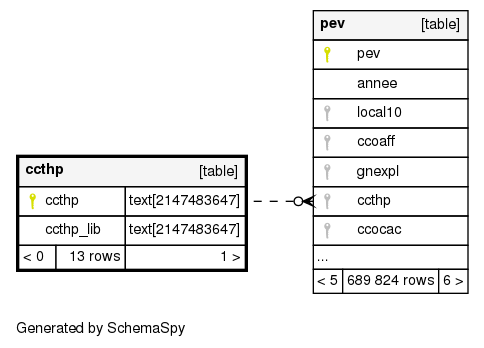 pev [table]
pev
annee
local10
ccoaff
gnexpl
ccthp
ccocac
...
< 5 689 824 rows 6 >
ccthp [table]
ccthp text[2147483647]
ccthp_lib text[2147483647]
< 0 13 rows 1 >
Generated by SchemaSpy